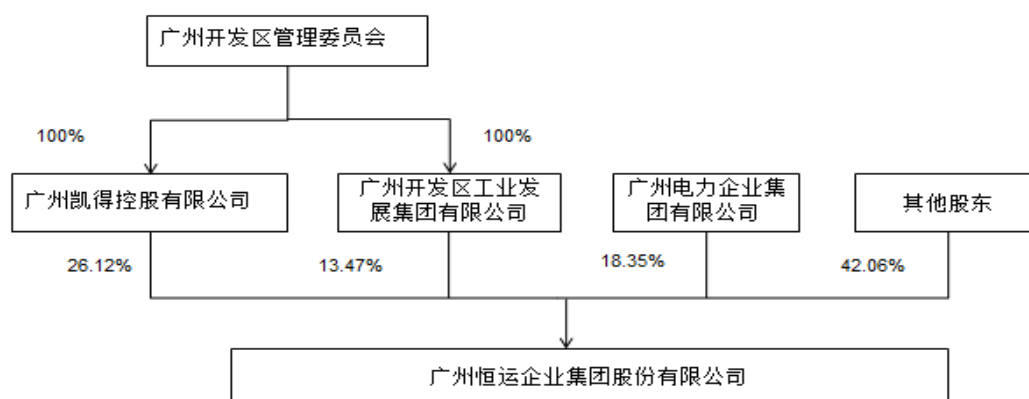 广州开发区管理委员会
100%
100%
广州凯得控股有限公司
广州开发区工业发
展集团有限公司
广州电力企业集
团有限公司
其他股东
26.12%
13.47%
18.35%
42.06%
广州恒运企业集团股份有限公司